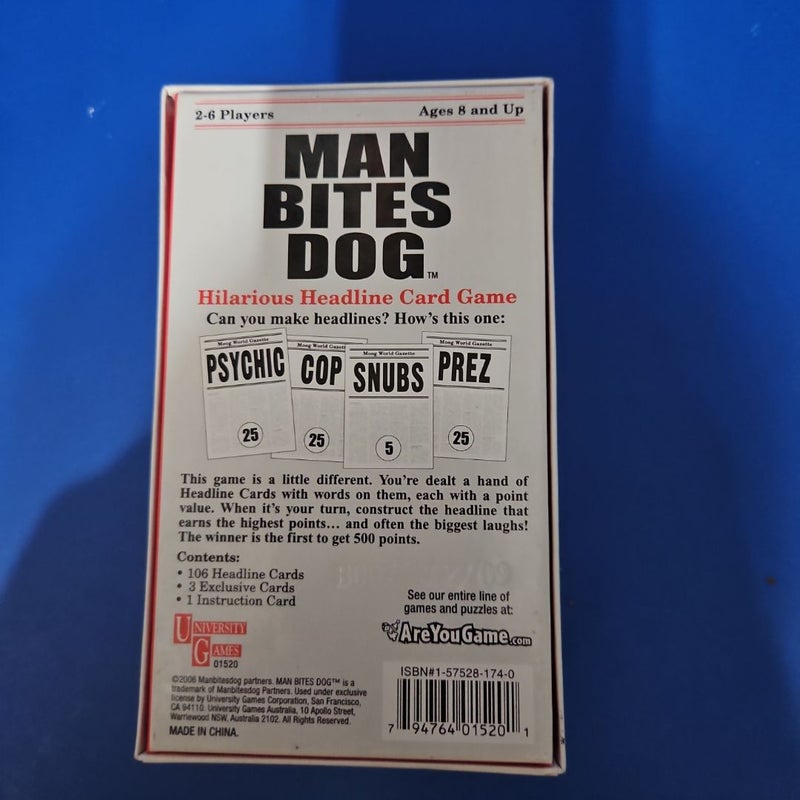 2-6 Players
Ages 8 and Up
MAN
BITES
DOG™
Hilarious Headline Card Game
Can you make headlines? How's this one:
Moog World Gazette
PSYCHIC
25
Moog World Gazett
COP
25
Moog World Gazette
SNUBS
5
Moog World Gazette
PREZ
25
This game is a little different. You're dealt a hand of
Headline Cards with words on them, each with a point
value. When it's your turn, construct the headline that
earns the highest points... and often the biggest laughs!
The winner is the first to get 500 points.
Contents:
• 106 Headline Cards
• 3 Exclusive Cards
• 1 Instruction Card
See our entire line of
games and puzzles at:
AreYouGame.com
UNIVERSITY
GAMES
01520
©2006 Manbitesdog partners. MAN BITES DOG™ is a
trademark of Manbitesdog Partners. Used under exclusive
license by University Games Corporation, San Francisco,
CA 94110. University Games Australia, 10 Apollo Street,
Warriewood NSW, Australia 2102. All Rights Reserved.
MADE IN CHINA.
ISBN#1-57528-174-0
7 94764 01520 1